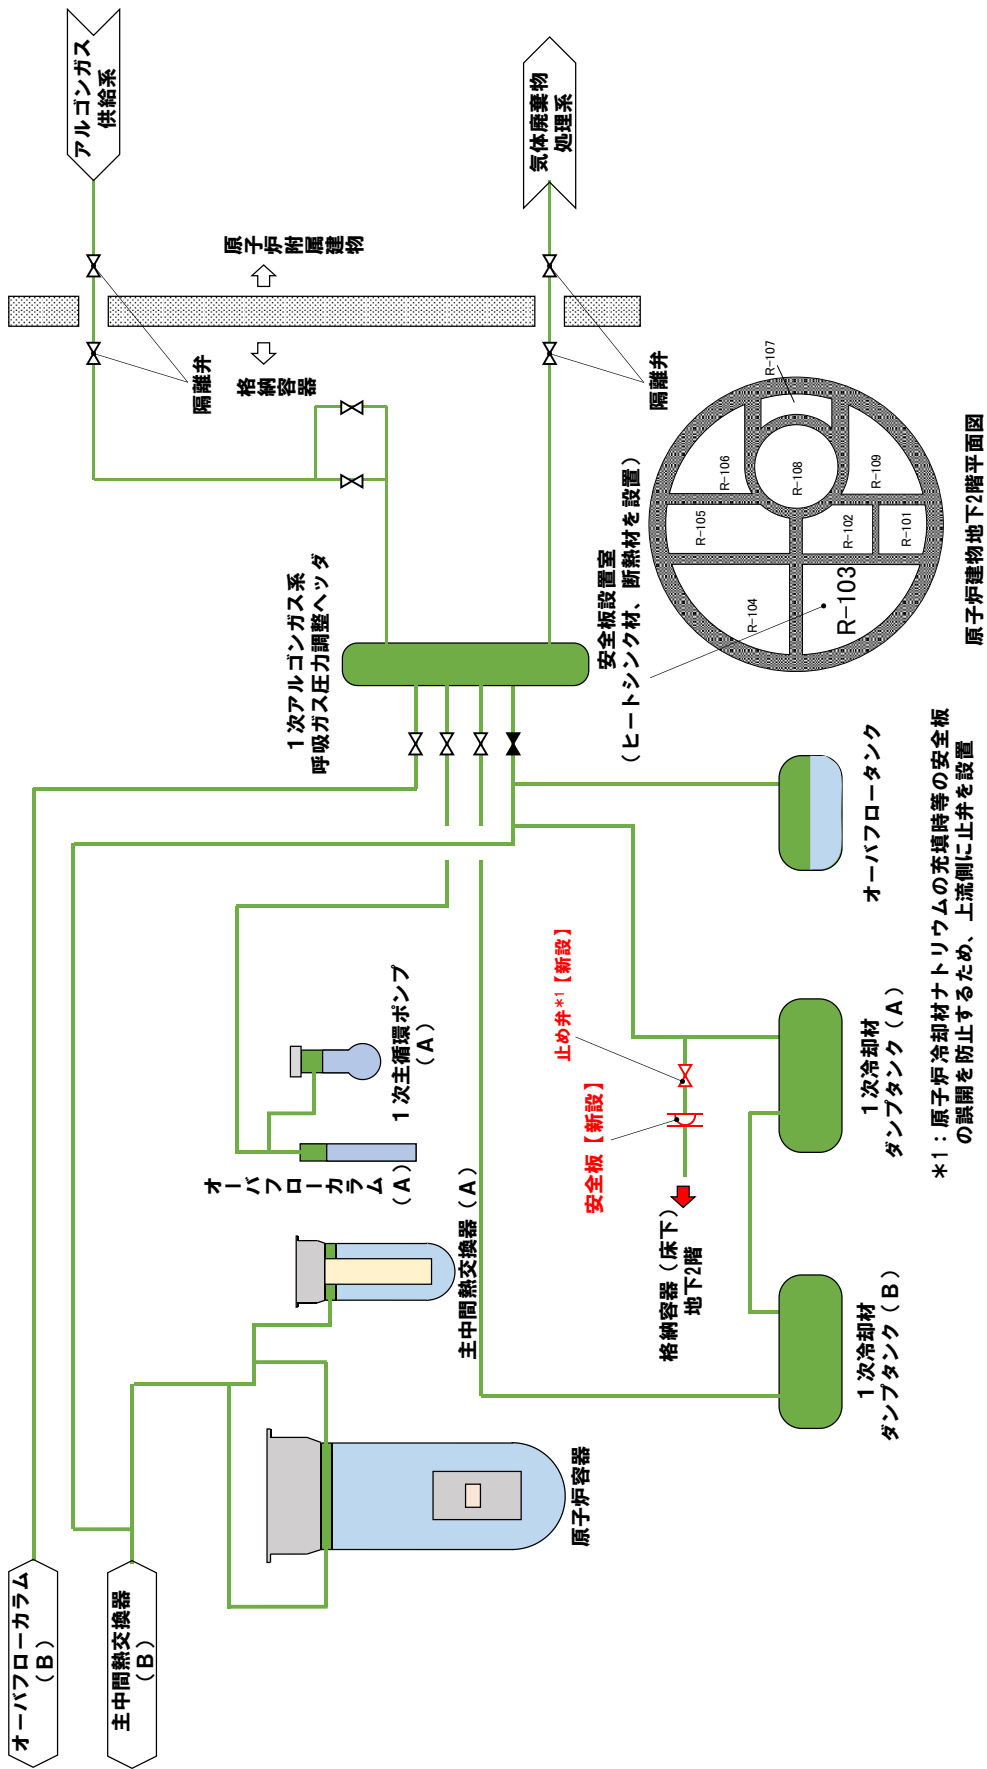 オーバフローカラム
（B）
主中間熱交換器
（B）
原子炉容器
主中間熱交換器（A）
オーバフローカラム
（A）
1次主循環ポンプ
（A）
1次アルゴンガス系
呼吸ガス圧力調整ヘッダ
隔離弁
格納容器
原子炉附属建物
アルゴンガス
供給系
気体廃棄物
処理系
隔離弁
1次冷却材
ダンプタンク（B）
格納容器（床下）
地下2階
安全板【新設】
止め弁*1【新設】
1次冷却材
ダンプタンク（A）
オーバフロータンク
安全板設置室
（ヒートシンク材、断熱材を設置）
R-104
R-105
R-106
R-107
R-103
R-102
R-108
R-101
R-109
原子炉建物地下2階平面図
*1：原子炉冷却材ナトリウムの充填時等の安全板
の誤開を防止するため、上流側に止弁を設置